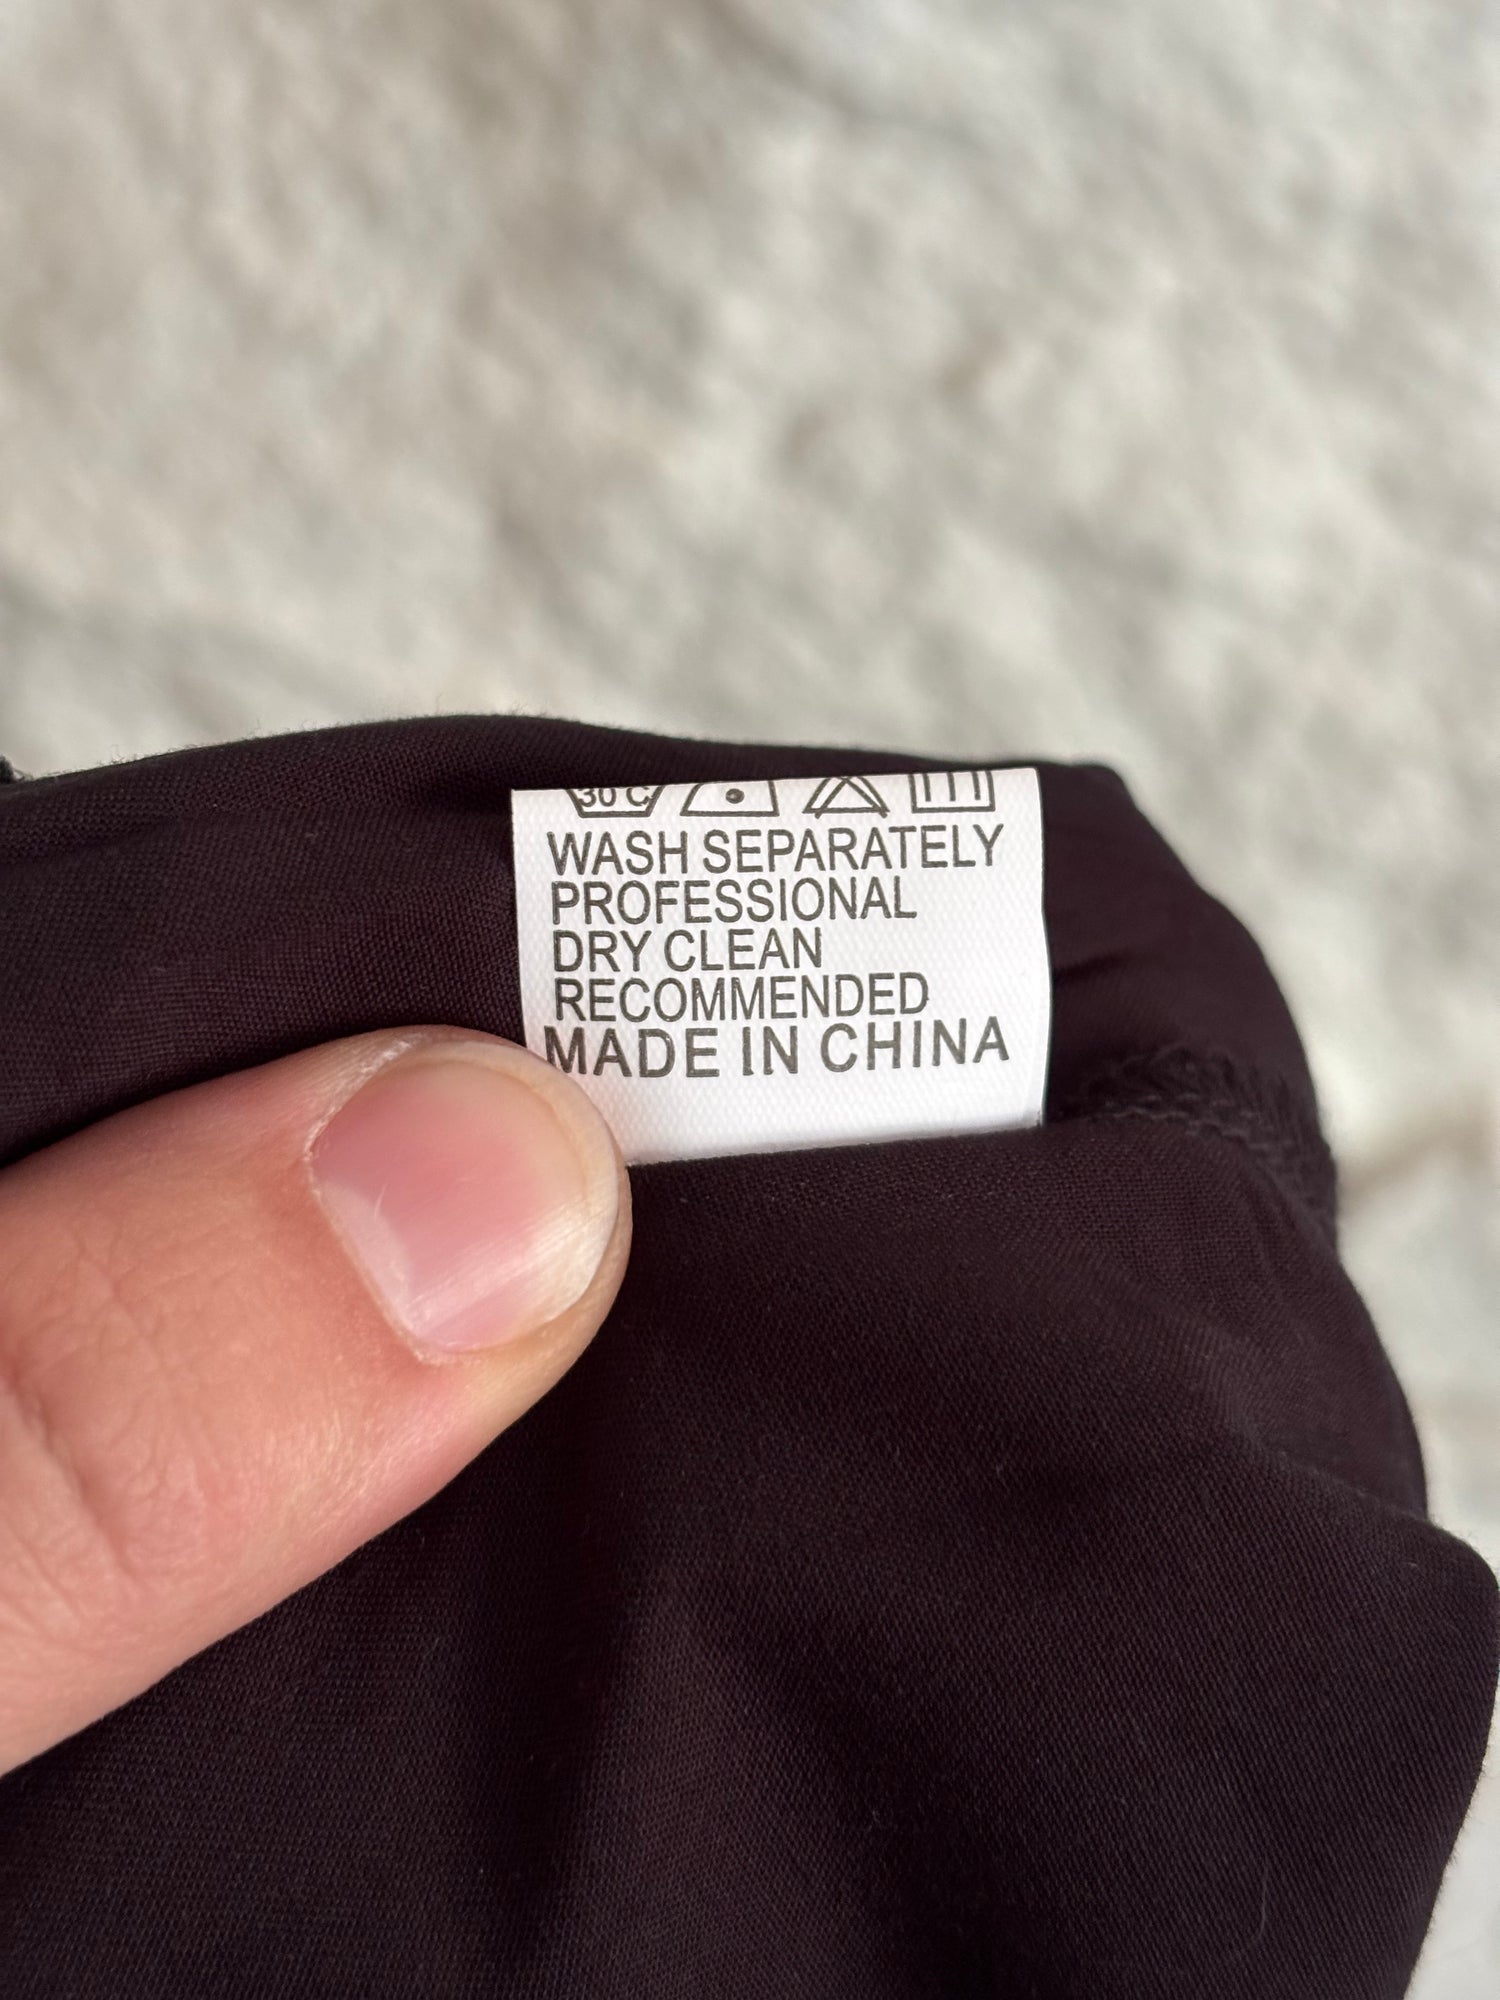 30 C
WASH SEPARATELY
PROFESSIONAL
DRY CLEAN
RECOMMENDED
MADE IN CHINA